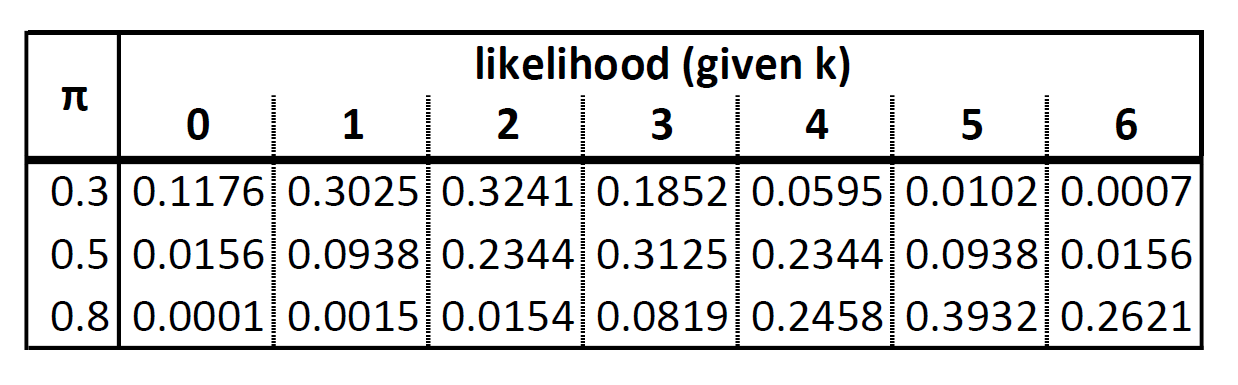 likelihood (given k)
π
0 1 2 3 4 5 6
0.3 0.1176 0.3025 0.3241 0.1852 0.0595 0.0102 0.0007
0.5 0.0156 0.0938 0.2344 0.3125 0.2344 0.0938 0.0156
0.8 0.0001 0.0015 0.0154 0.0819 0.2458 0.3932 0.2621